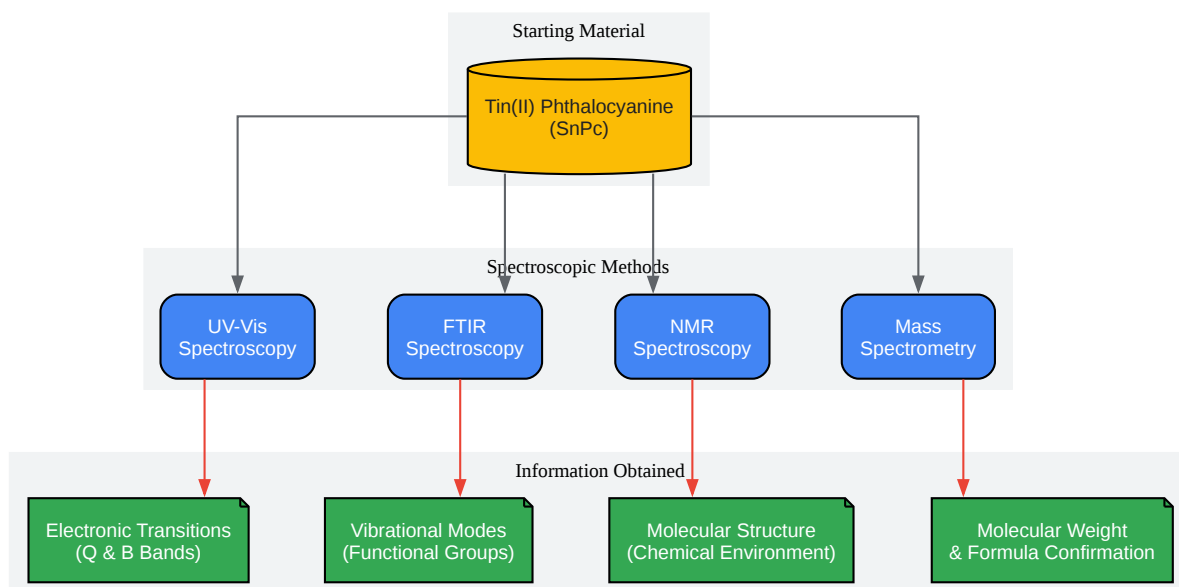 Starting Material
Tin(II) Phthalocyanine
(SnPc)
Spectroscopic Methods
UV-Vis
Spectroscopy
FTIR
Spectroscopy
NMR
Spectroscopy
Mass
Spectrometry
Information Obtained
Electronic Transitions
(Q & B Bands)
Vibrational Modes
(Functional Groups)
Molecular Structure
(Chemical Environment)
Molecular Weight
& Formula Confirmation